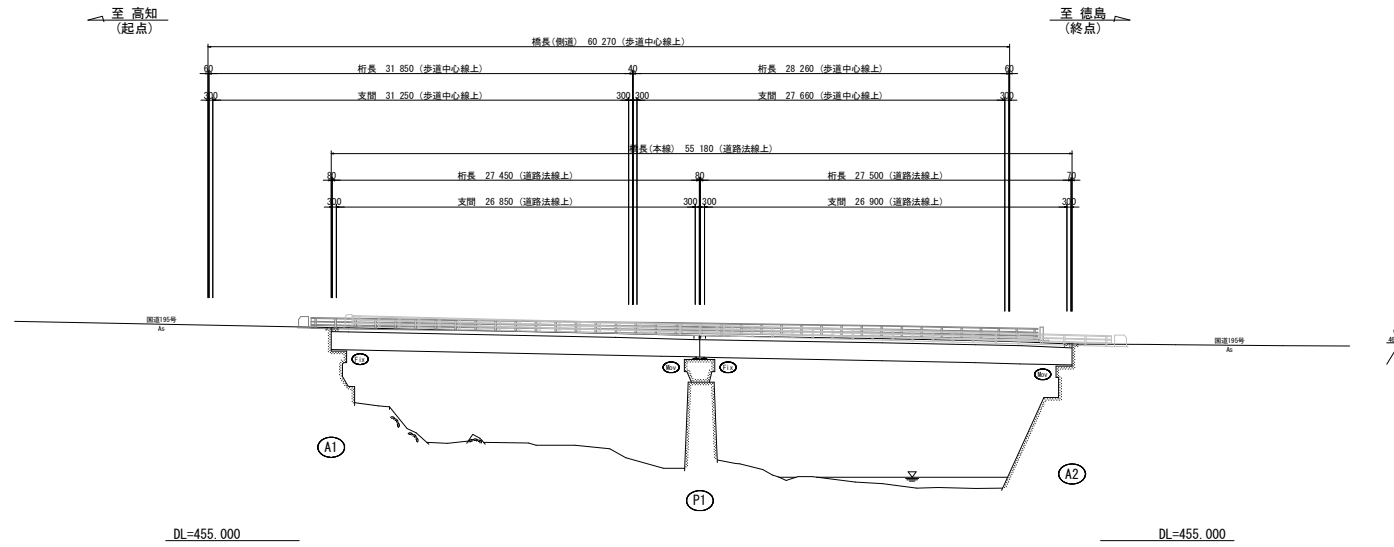 至 高知
(起点)
至 徳島
(終点)
橋長(側道) 60 270 (歩道中心線上)
60
桁長 31 850 (歩道中心線上)
40
桁長 28 260 (歩道中心線上)
60
300
支間 31 250 (歩道中心線上)
300 300
支間 27 660 (歩道中心線上)
300
橋長(本線) 55 180 (道路法線上)
80
桁長 27 450 (道路法線上)
80
桁長 27 500 (道路法線上)
70
300
支間 26 850 (道路法線上)
300 300
支間 26 900 (道路法線上)
300
国道195号
As
国道195号
As
Fix
Mov
Fix
Mov
A1
P1
A2
DL=455.000
DL=455.000